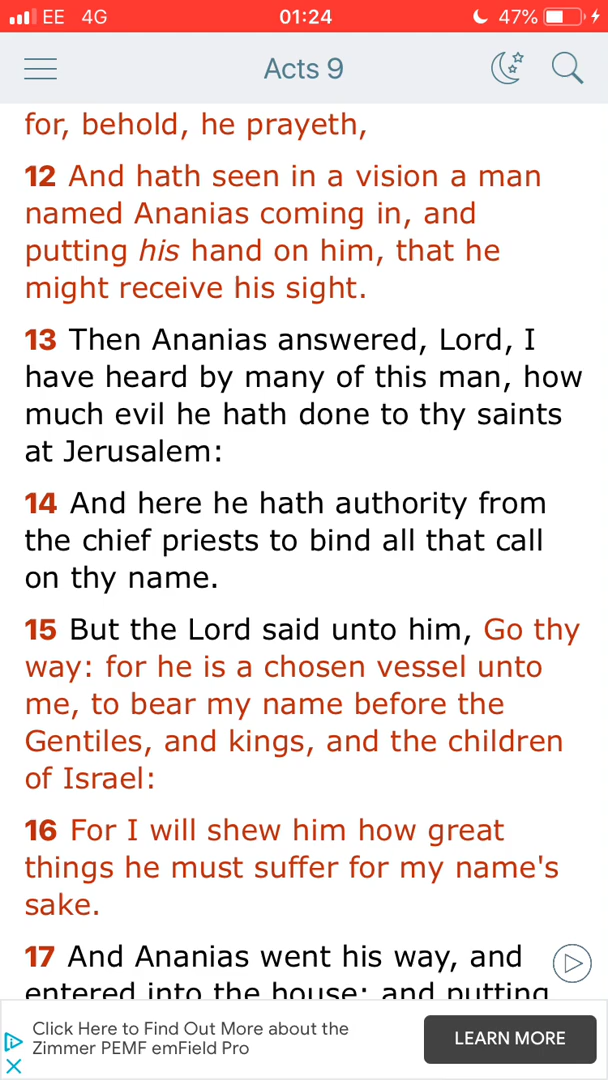 EE 4G 01:24 47%
Acts 9
for, behold, he prayeth,
12 And hath seen in a vision a man
named Ananias coming in, and
putting his hand on him, that he
might receive his sight.
13 Then Ananias answered, Lord, I
have heard by many of this man, how
much evil he hath done to thy saints
at Jerusalem:
14 And here he hath authority from
the chief priests to bind all that call
on thy name.
15 But the Lord said unto him, Go thy
way: for he is a chosen vessel unto
me, to bear my name before the
Gentiles, and kings, and the children
of Israel:
16 For I will shew him how great
things he must suffer for my name's
sake.
17 And Ananias went his way, and
entered into the house; and putting
Click Here to Find Out More about the
Zimmer PEMF emField Pro
LEARN MORE